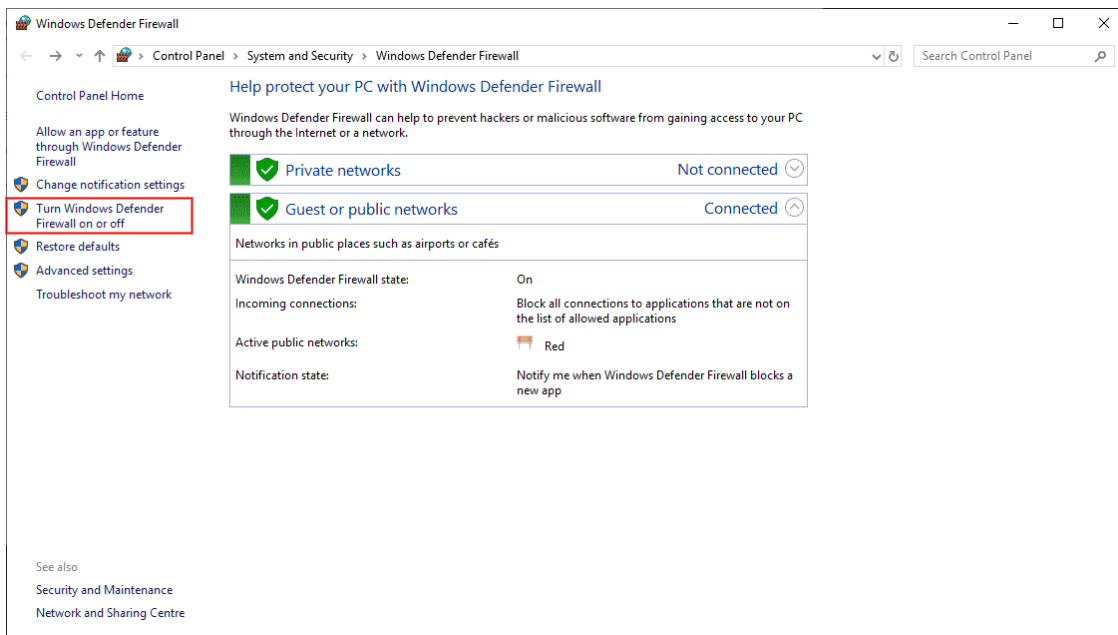 Windows Defender Firewall
Control Panel > System and Security > Windows Defender Firewall
Search Control Panel
Control Panel Home
Allow an app or feature
through Windows Defender
Firewall
Change notification settings
Turn Windows Defender
Firewall on or off
Restore defaults
Advanced settings
Troubleshoot my network
Help protect your PC with Windows Defender Firewall
Windows Defender Firewall can help to prevent hackers or malicious software from gaining access to your PC
through the Internet or a network.
Private networks Not connected
Guest or public networks Connected
Networks in public places such as airports or cafés
Windows Defender Firewall state: On
Incoming connections: Block all connections to applications that are not on
the list of allowed applications
Active public networks: Red
Notification state: Notify me when Windows Defender Firewall blocks a
new app
See also
Security and Maintenance
Network and Sharing Centre